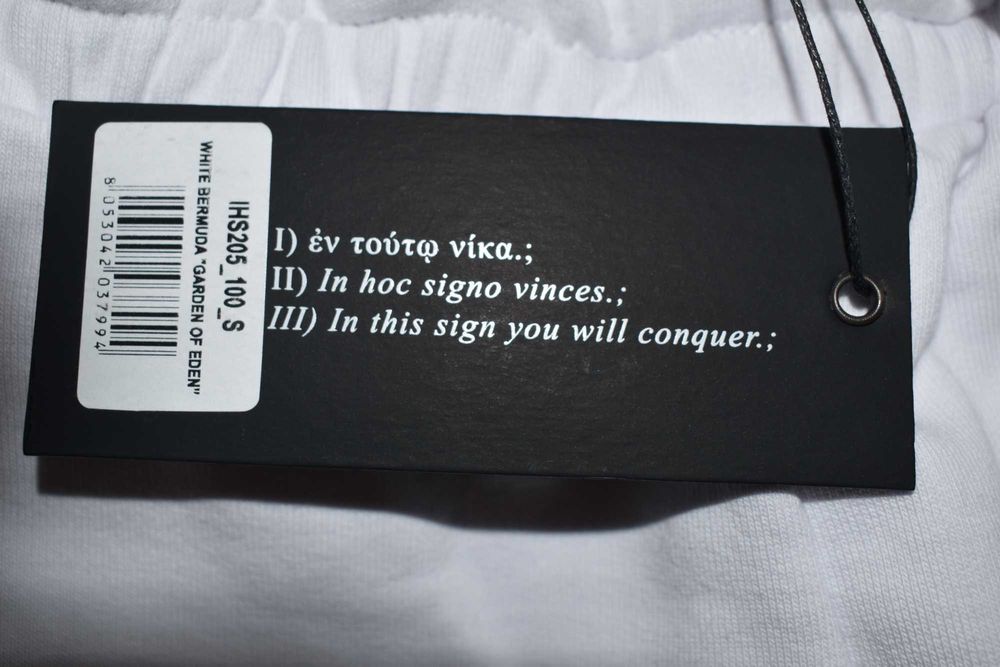 IHS205_100_S
WHITE BERMUDA "GARDEN OF EDEN"
8 053042 037994
I) ἐν τούτῳ νίκα.;
II) In hoc signo vinces.;
III) In this sign you will conquer.;